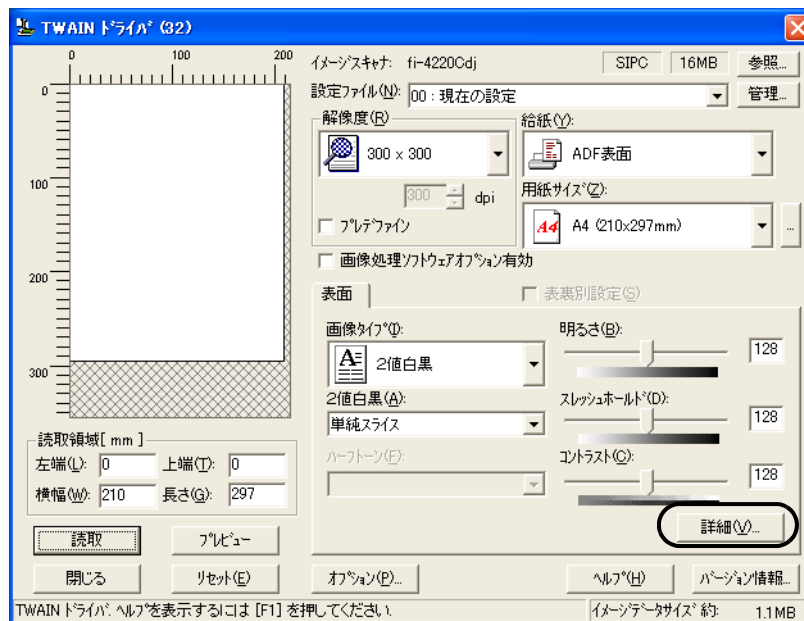 TWAIN ドライバ (32)
0 100 200
0
100
200
300
イメージスキャナ: fi-4220Cdj SIPC 16MB 参照...
設定ファイル(N): 00 : 現在の設定 管理...
解像度(R)
300 × 300
300 dpi
プレデファイン
給紙(Y):
ADF表面
用紙サイズ(Z):
A4 A4 (210x297mm) ...
画像処理ソフトウェアオプション有効
表面 表裏別設定(S)
画像タイプ(I):
A 2値白黒
2値白黒(A):
単純スライス
ハーフトーン(F):
明るさ(B):
128
スレッシュホールド(D):
128
コントラスト(C):
128
詳細(V)...
読取領域[ mm ]
左端(L): 0 上端(T): 0
横幅(W): 210 長さ(G): 297
読取 プレビュー
閉じる リセット(E) オプション(P)... ヘルプ(H) バージョン情報...
TWAIN ドライバ. ヘルプを表示するには [F1] を押してください. イメージデータサイズ 約: 1.1MB